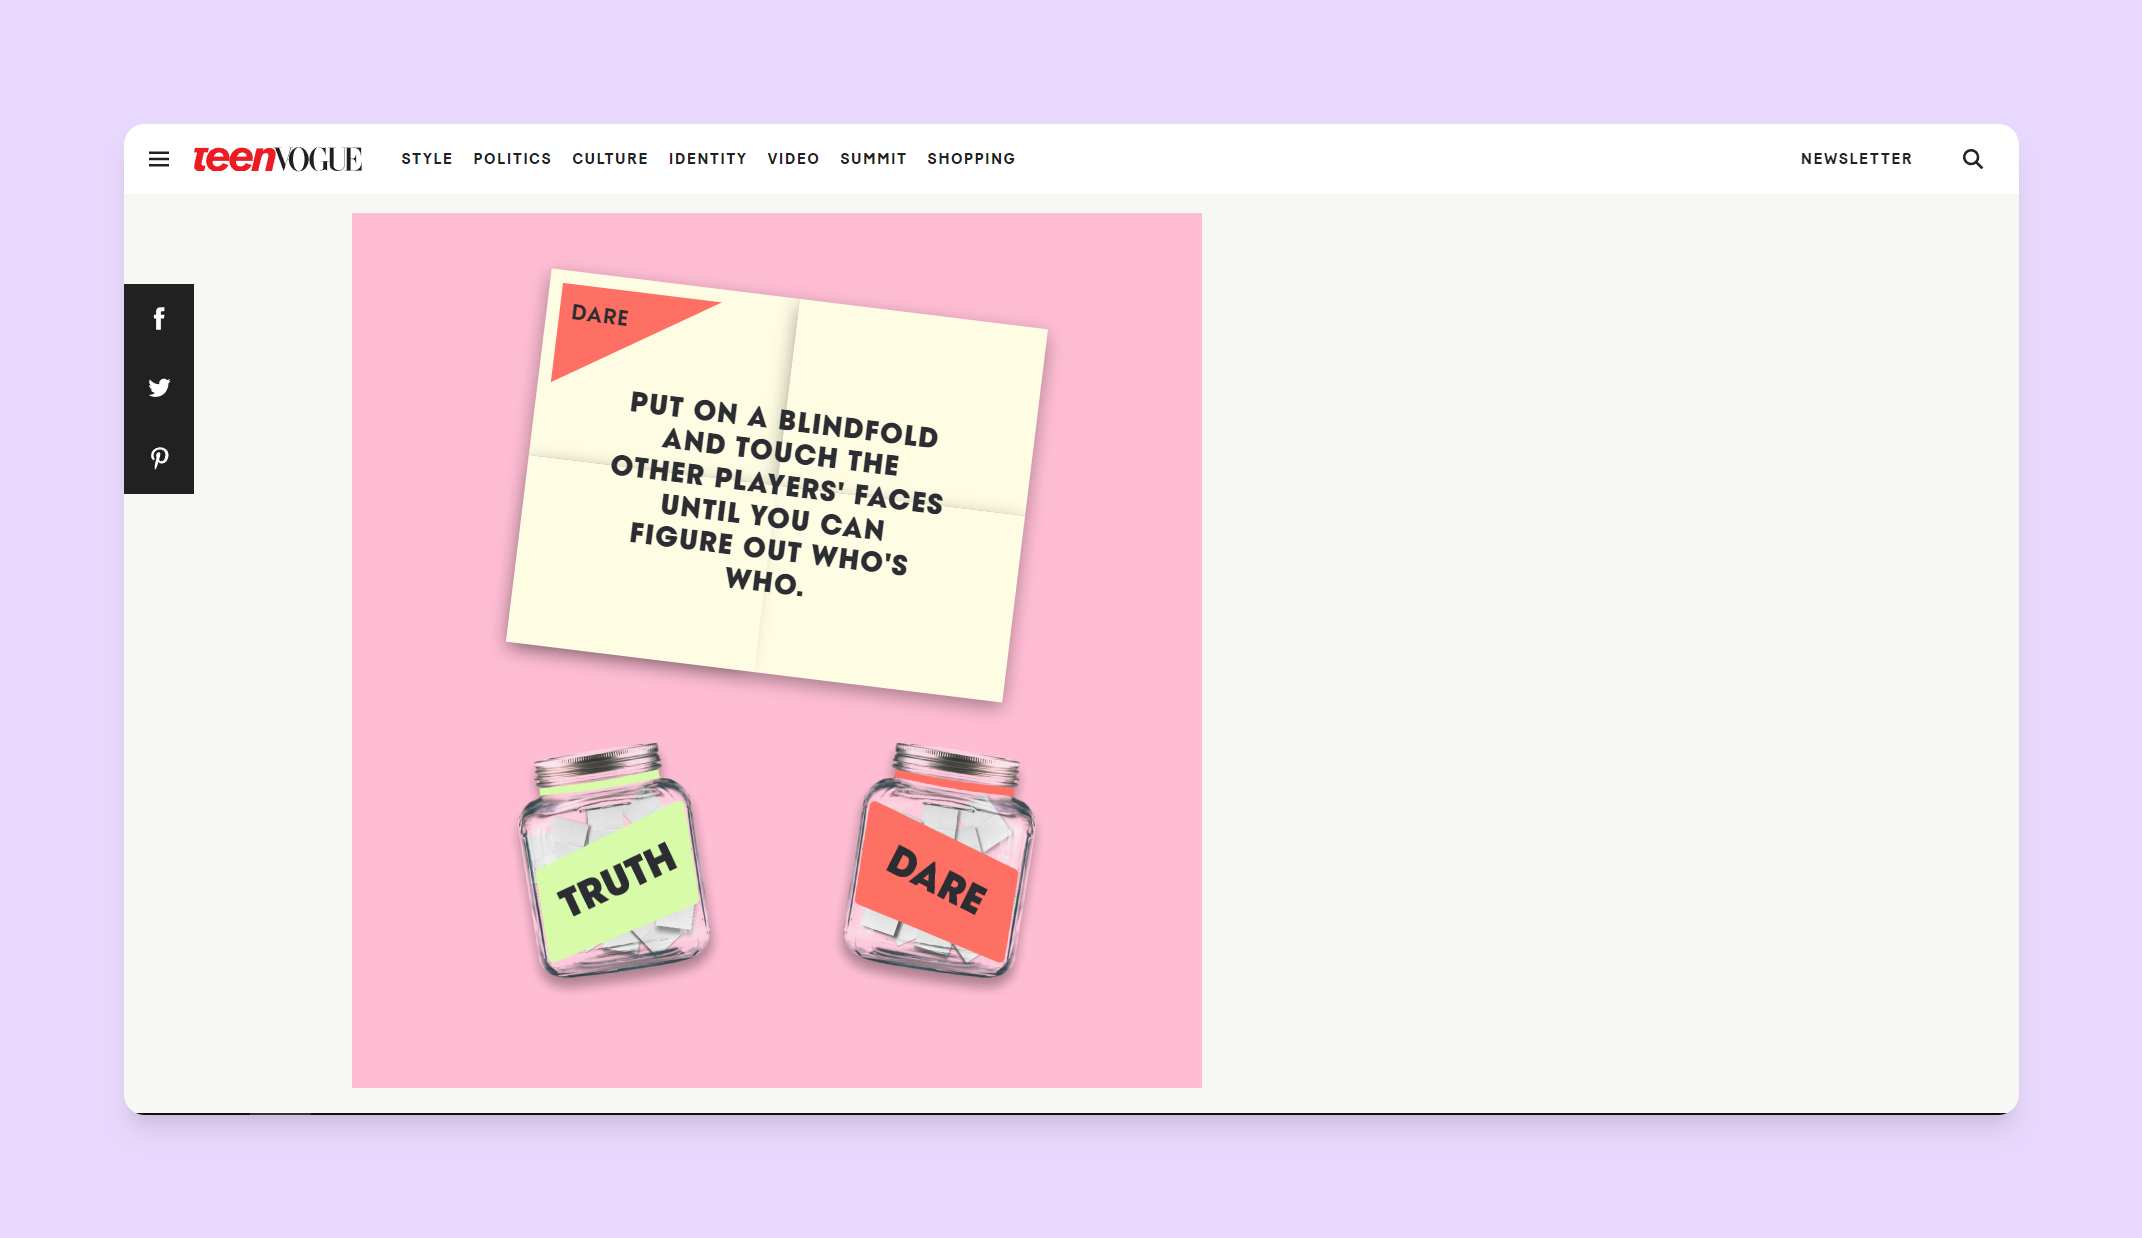 teenVOGUE STYLE POLITICS CULTURE IDENTITY VIDEO SUMMIT SHOPPING NEWSLETTER
DARE
PUT ON A BLINDFOLD
AND TOUCH THE
OTHER PLAYERS' FACES
UNTIL YOU CAN
FIGURE OUT WHO'S
WHO.
TRUTH
DARE